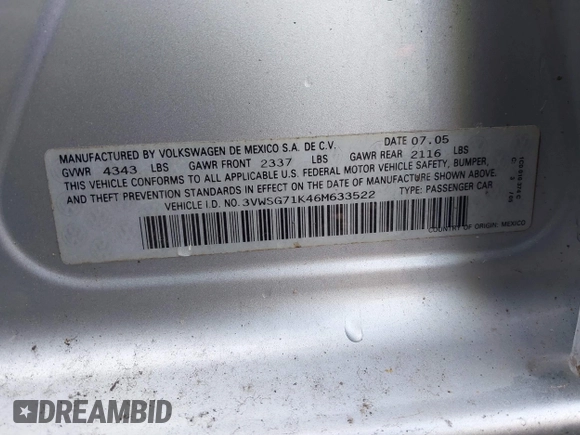 MANUFACTURED BY VOLKSWAGEN DE MEXICO S.A. DE C.V. DATE 07.05
GVWR 4343 LBS GAWR FRONT 2337 LBS GAWR REAR 2116 LBS
THIS VEHICLE CONFORMS TO ALL APPLICABLE U.S. FEDERAL MOTOR VEHICLE SAFETY, BUMPER,
AND THEFT PREVENTION STANDARDS IN EFFECT ON THE DATE OF MANUFACTURE SHOWN ABOVE.
VEHICLE I.D. NO. 3VWSG71K46M633522 TYPE: PASSENGER CAR
COUNTRY OF ORIGIN: MEXICO
DREAMBID